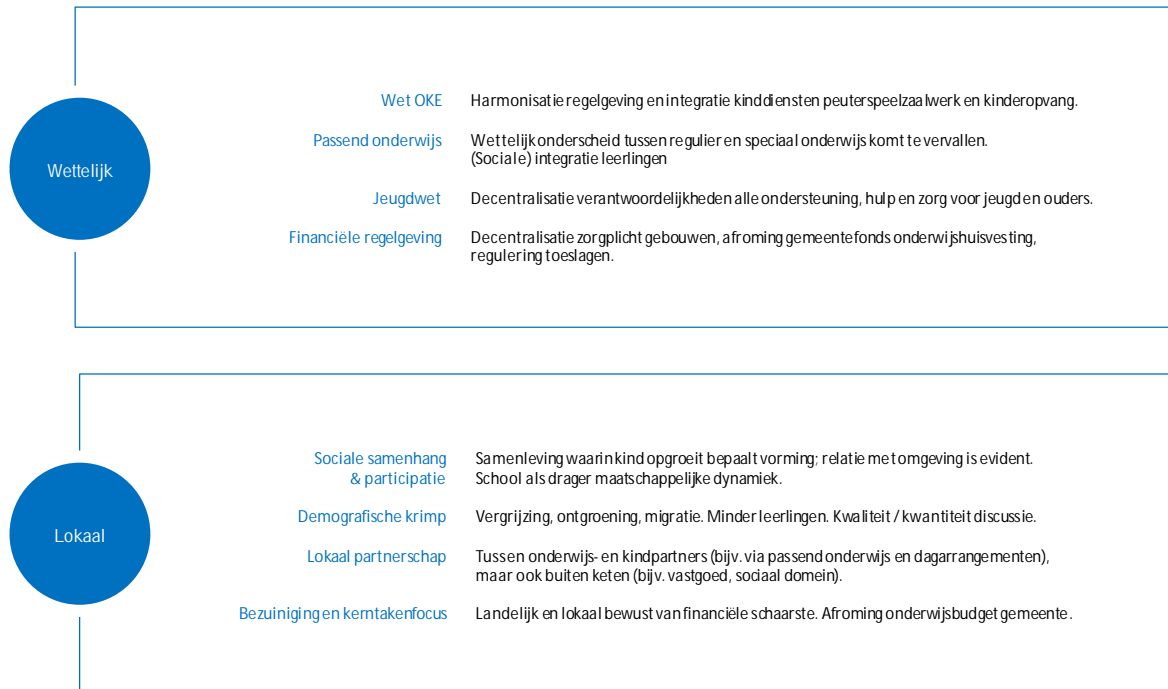 Wettelijk
Wet OKE Harmonisatie regelgeving en integratie kinddiensten peuterspeelzaalwerk en kinderopvang.
Passend onderwijs Wettelijk onderscheid tussen regulier en speciaal onderwijs komt te vervallen.
(Sociale) integratie leerlingen
Jeugdwet Decentralisatie verantwoordelijkheden alle ondersteuning, hulp en zorg voor jeugd en ouders.
Financiële regelgeving Decentralisatie zorgplicht gebouwen, afroming gemeentefonds onderwijshuisvesting,
regulering toeslagen.
Lokaal
Sociale samenhang Samenleving waarin kind opgroeit bepaalt vorming; relatie met omgeving is evident.
& participatie School als drager maatschappelijke dynamiek.
Demografische krimp Vergrijzing, ontgroening, migratie. Minder leerlingen. Kwaliteit / kwantiteit discussie.
Lokaal partnerschap Tussen onderwijs- en kindpartners (bijv. via passend onderwijs en dagarrangementen),
maar ook buiten keten (bijv. vastgoed, sociaal domein).
Bezuiniging en kerntakenfocus Landelijk en lokaal bewust van financiële schaarste. Afroming onderwijsbudget gemeente.